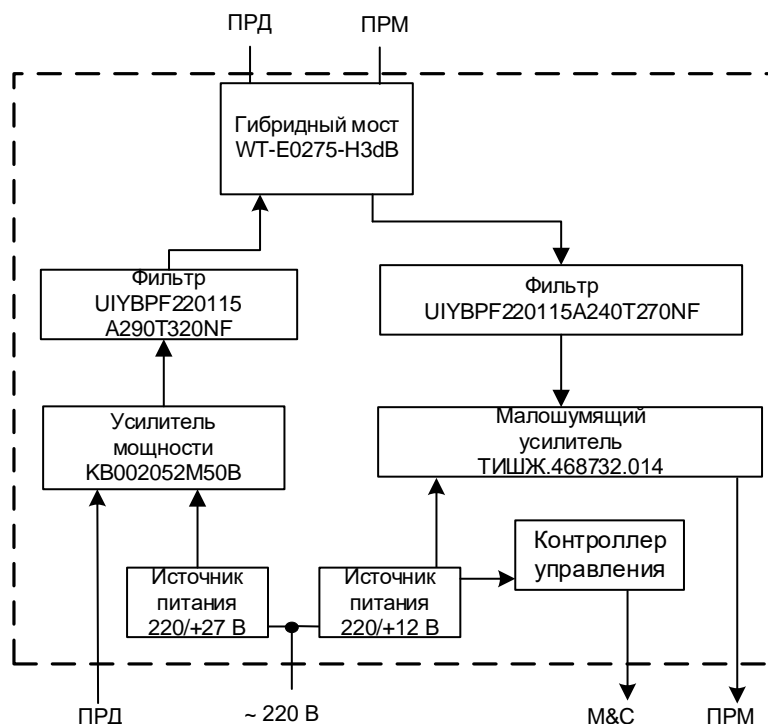 ПРД
ПРМ
Гибридный мост
WT-E0275-H3dB
Фильтр
UIYBPF220115
A290T320NF
Фильтр
UIYBPF220115A240T270NF
Усилитель
мощности
KB002052M50B
Малошумящий
усилитель
ТИШЖ.468732.014
Источник
питания
220/+27 В
Источник
питания
220/+12 В
Контроллер
управления
ПРД
~ 220 В
M&C
ПРМ